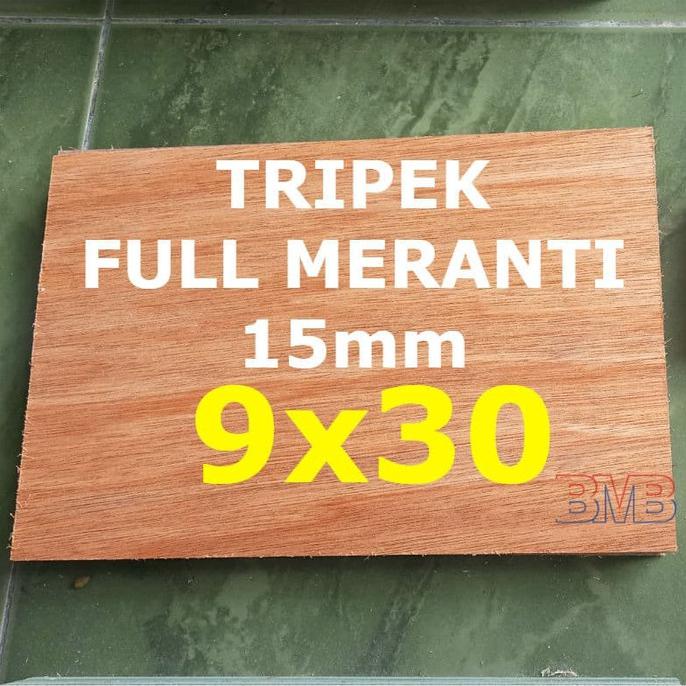 TRIPEK
FULL MERANTI
15mm
9x30
BMB